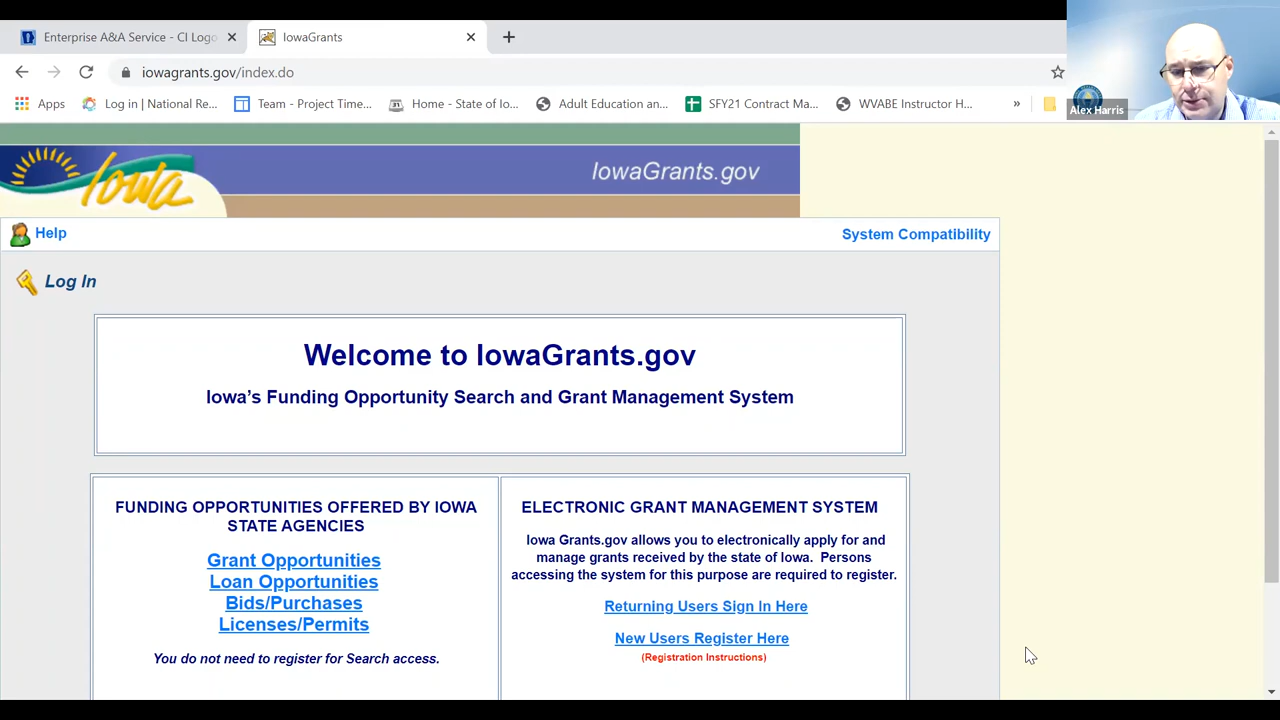 Enterprise A&A Service - CI Logo
IowaGrants
iowagrants.gov/index.do
Apps
Log in | National Re...
Team - Project Time...
31
Home - State of Io...
Adult Education an...
SFY21 Contract Ma...
WVABE Instructor H...
»
Alex Harris
Iowa
IowaGrants.gov
Help
System Compatibility
Log In
Welcome to IowaGrants.gov
Iowa’s Funding Opportunity Search and Grant Management System
FUNDING OPPORTUNITIES OFFERED BY IOWA
STATE AGENCIES
Grant Opportunities
Loan Opportunities
Bids/Purchases
Licenses/Permits
You do not need to register for Search access.
ELECTRONIC GRANT MANAGEMENT SYSTEM
Iowa Grants.gov allows you to electronically apply for and
manage grants received by the state of Iowa. Persons
accessing the system for this purpose are required to register.
Returning Users Sign In Here
New Users Register Here
(Registration Instructions)